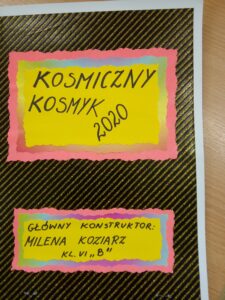 KOSMICZNY
KOSMYK
2020
GŁÓWNY KONSTRUKTOR:
MILENA KOZIARZ
KL. VI „B"